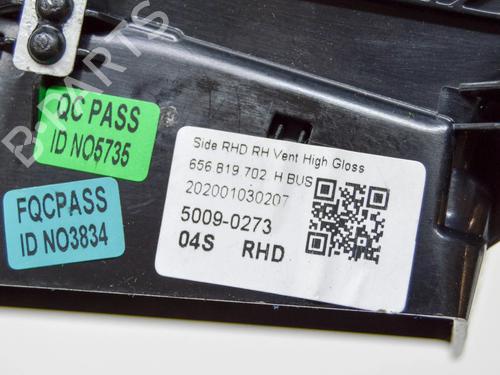 QC PASS
ID NO5735
FQCPASS
ID NO3834
Side RHD RH Vent High Gloss
656 819 702 H BUS
202001030207
5009-0273
04S RHD
B-PARTS